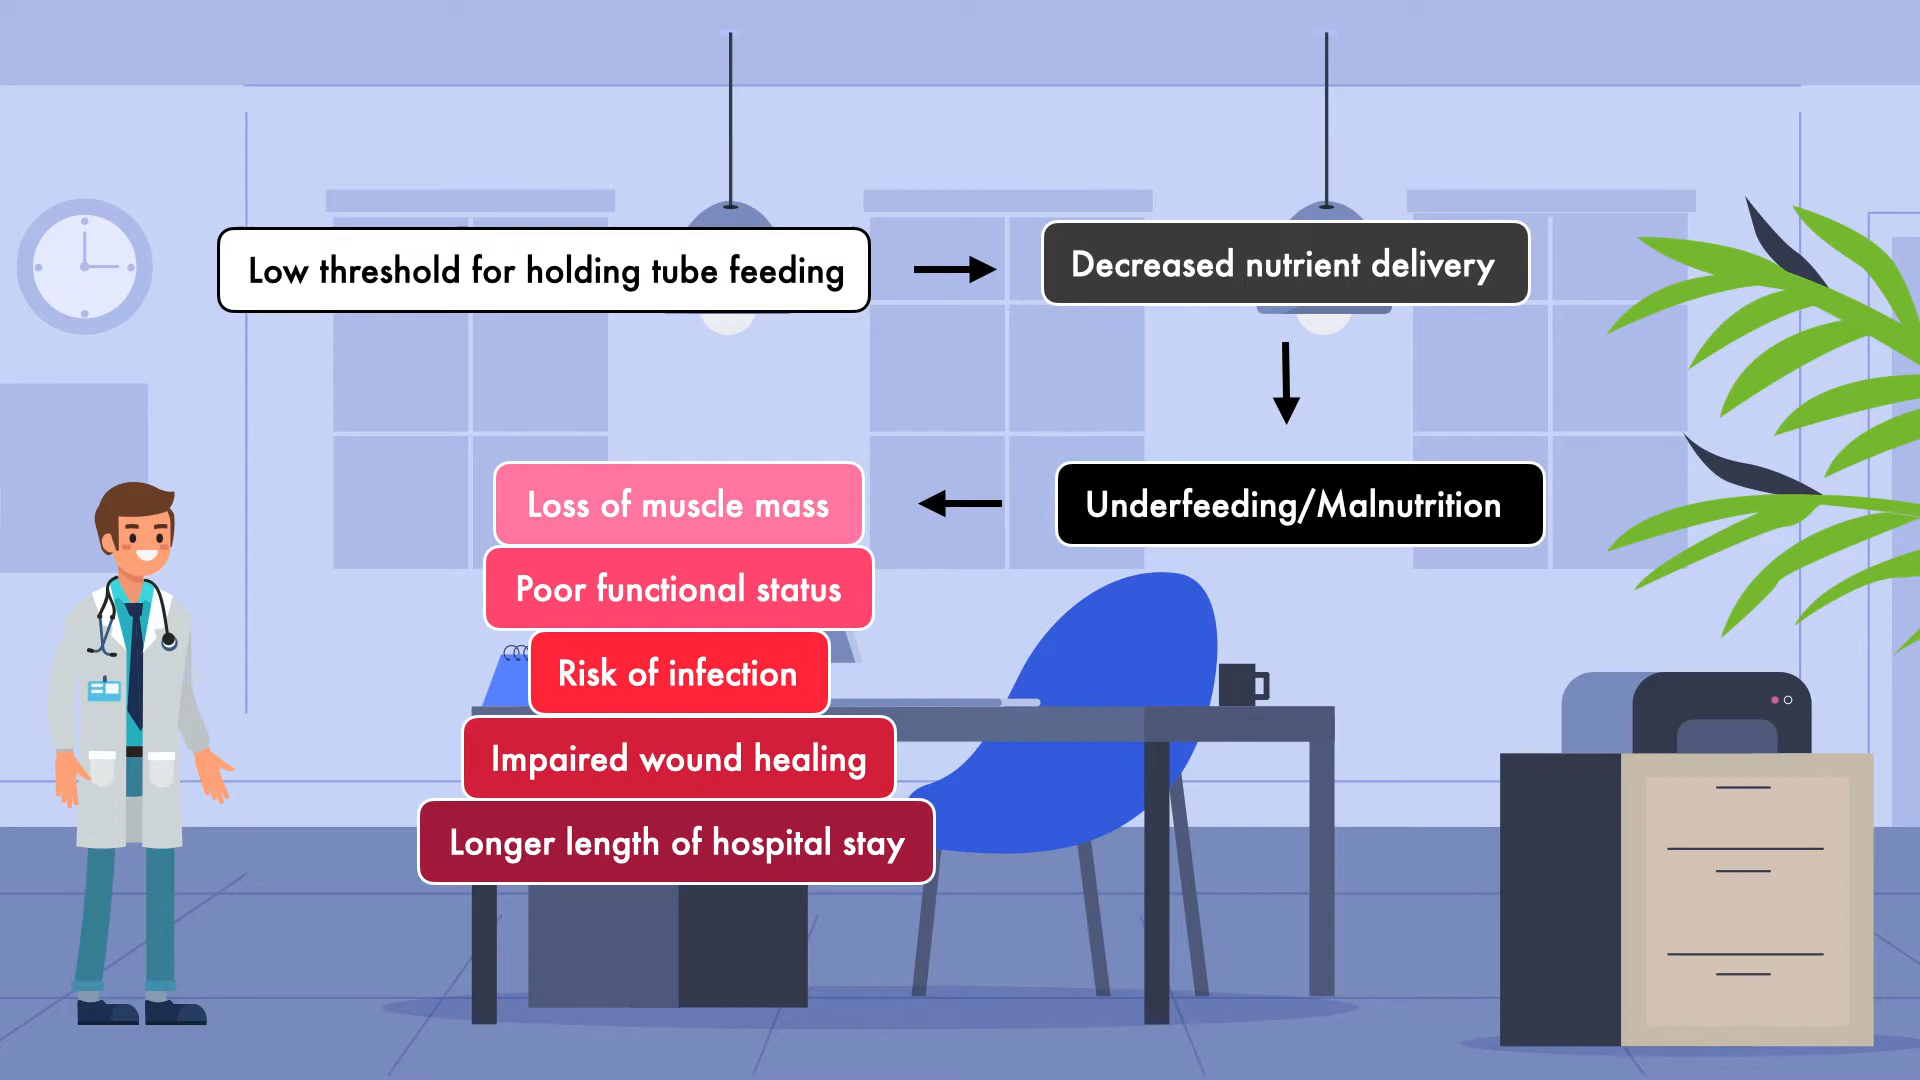 Low threshold for holding tube feeding
Decreased nutrient delivery
Underfeeding/Malnutrition
Loss of muscle mass
Poor functional status
Risk of infection
Impaired wound healing
Longer length of hospital stay